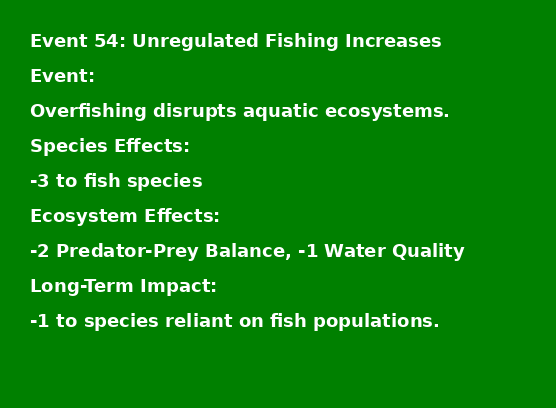 Event 54: Unregulated Fishing Increases
Event:
Overfishing disrupts aquatic ecosystems.
Species Effects:
-3 to fish species
Ecosystem Effects:
-2 Predator-Prey Balance, -1 Water Quality
Long-Term Impact:
-1 to species reliant on fish populations.